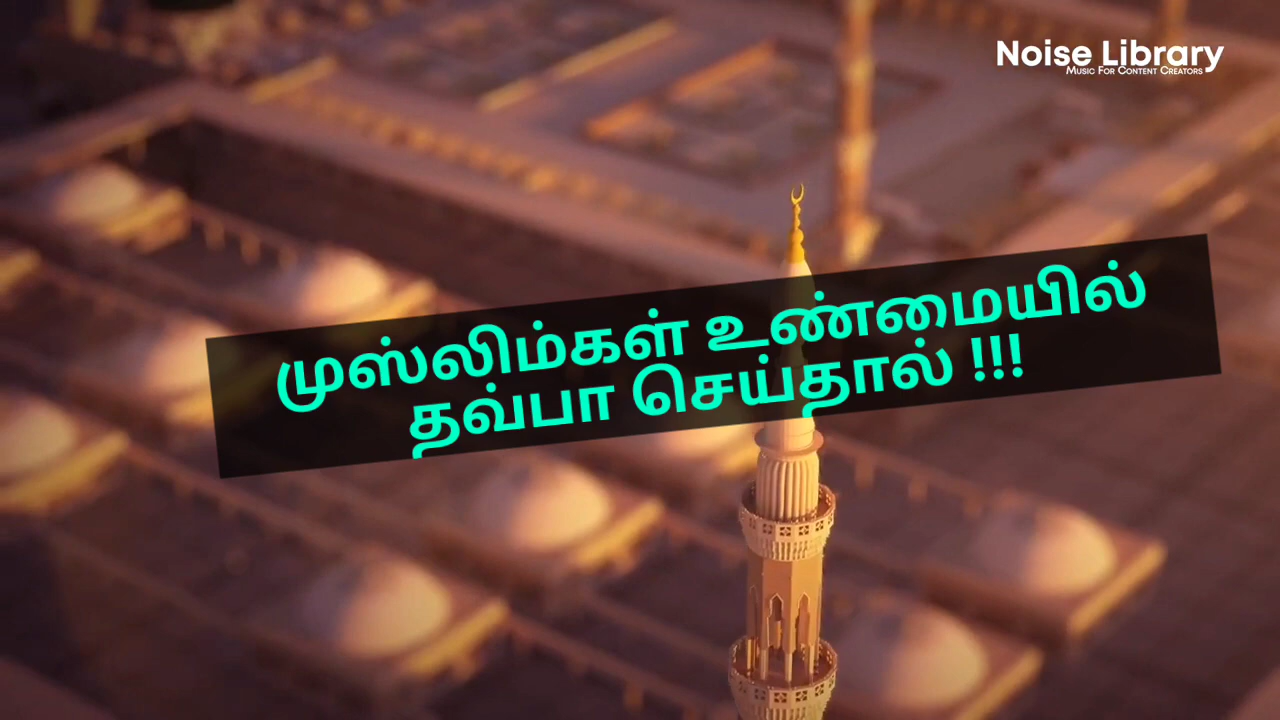 Noise Library
Music For Content Creators
முஸ்லிம்கள் உண்மையில்
தவ்பா செய்தால் !!!